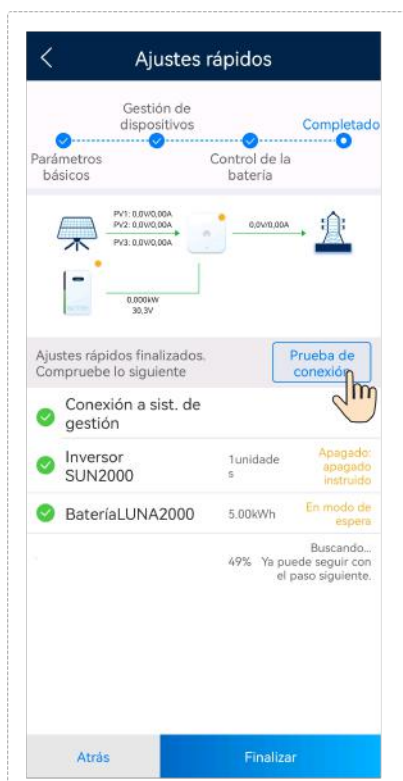 Ajustes rápidos
Gestión de
dispositivos
Completado
Parámetros
básicos
Control de la
batería
PV1: 0,0V/0,00A
PV2: 0,0V/0,00A
PV3: 0,0V/0,00A
0,0V/0,00A
0,000kW
30,3V
Ajustes rápidos finalizados.
Compruebe lo siguiente
Prueba de
conexión
Conexión a sist. de
gestión
Inversor
SUN2000
1unidade
s
Apagado:
apagado
instruido
BateríaLUNA2000
5.00kWh
En modo de
espera
Buscando...
49% Ya puede seguir con
el paso siguiente.
Atrás
Finalizar